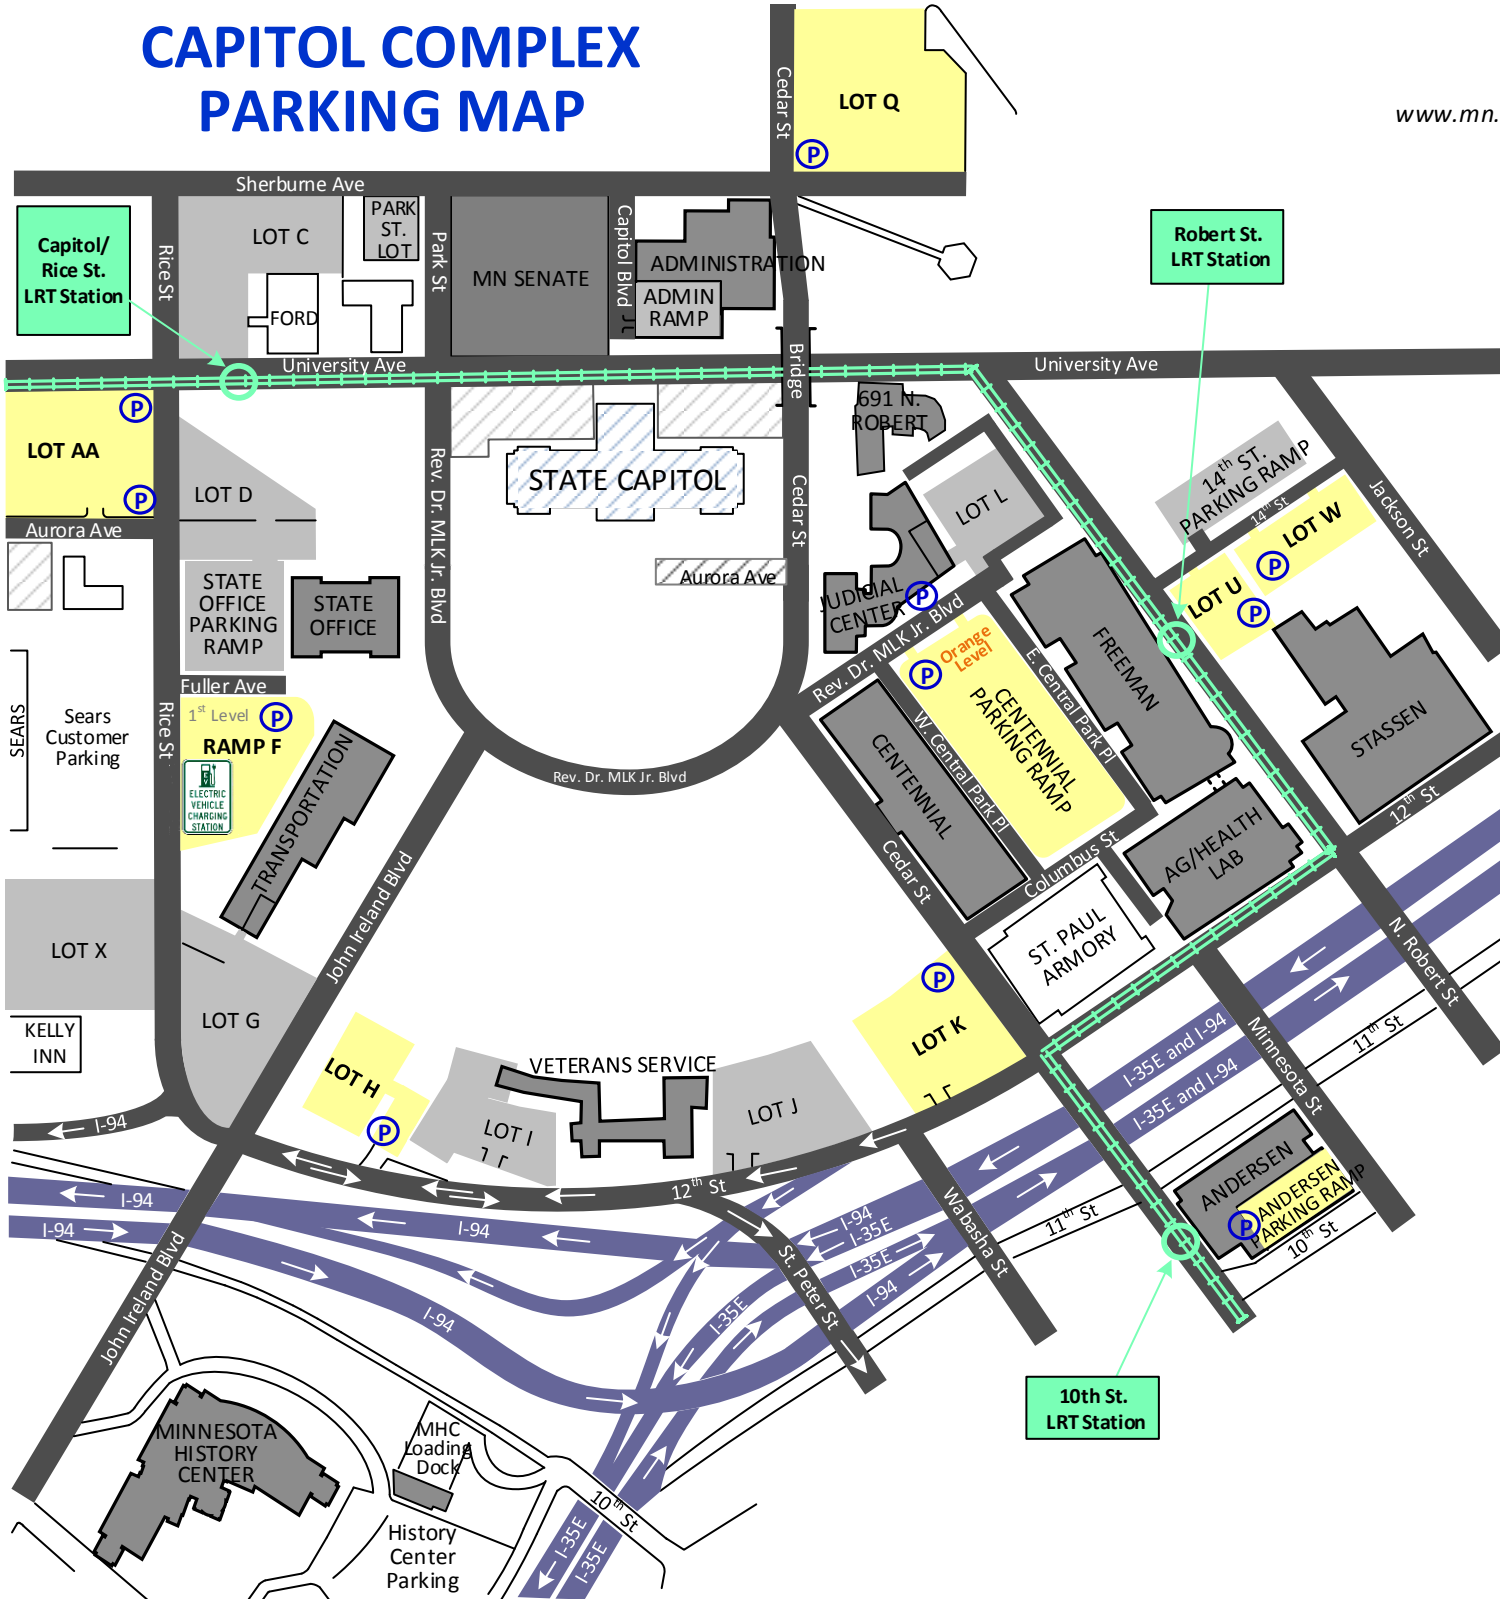 CAPITOL COMPLEX
PARKING MAP
www.mn.
Cedar St
LOT Q
P
Sherburne Ave
Capitol/
Rice St.
LRT Station
Rice St
LOT C
PARK
ST.
LOT
FORD
Park St
MN SENATE
Capitol Blvd
ADMINISTRATION
ADMIN
RAMP
Robert St.
LRT Station
University Ave
Bridge
University Ave
P
LOT AA
P
Aurora Ave
LOT D
Rev. Dr. MLK Jr. Blvd
STATE CAPITOL
Cedar St
691 N.
ROBERT
LOT L
14th ST.
PARKING RAMP
14th St
LOT W
P
Jackson St
LOT U
P
Aurora Ave
JUDICIAL
CENTER
P
STATE
OFFICE
PARKING
RAMP
STATE
OFFICE
Rev. Dr. MLK Jr. Blvd
Fuller Ave
1st Level
P
RAMP F
ELECTRIC
VEHICLE
CHARGING
STATION
SEARS
Sears
Customer
Parking
Rice St
TRANSPORTATION
Rev. Dr. MLK Jr. Blvd
P
Orange
Level
CENTENNIAL
PARKING RAMP
E. Central Park Pl
W. Central Park Pl
CENTENNIAL
FREEMAN
STASSEN
12th St
AG/HEALTH
LAB
Columbus St
Cedar St
ST. PAUL
ARMORY
John Ireland Blvd
LOT X
LOT G
KELLY
INN
P
LOT K
LOT H
P
VETERANS SERVICE
LOT I
LOT J
N. Robert St
Minnesota St
11th St
I-35E and I-94
I-35E and I-94
I-94
12th St
I-94
I-94
I-94
I-94
I-35E
I-35E
I-94
I-94
I-35E
Wabasha St
11th St
St. Peter St
ANDERSEN
P
ANDERSEN
PARKING RAMP
10th St
John Ireland Blvd
10th St.
LRT Station
MINNESOTA
HISTORY
CENTER
MHC
Loading
Dock
10th St
History
Center
Parking
I-35E
I-35E